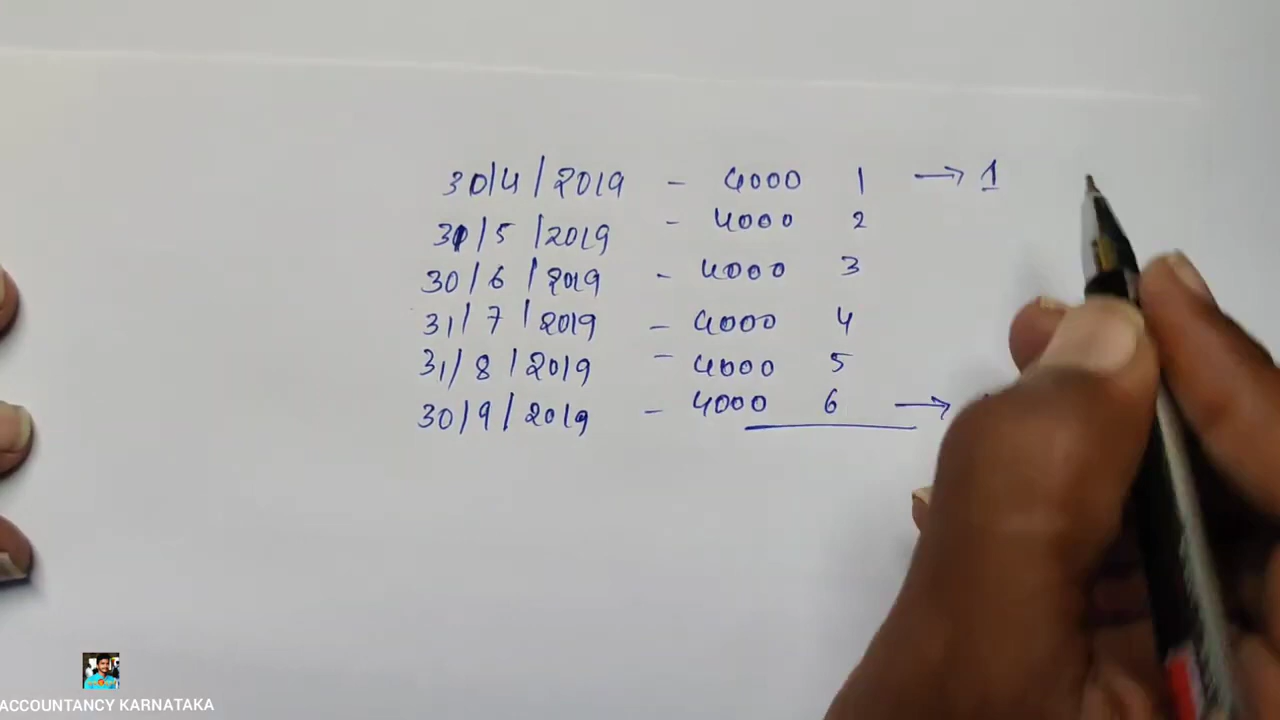 30/4/2019 - 4000 1 → 1
31/5/2019 - 4000 2
30/6/2019 - 4000 3
31/7/2019 - 4000 4
31/8/2019 - 4000 5
30/9/2019 - 4000 6 →
ACCOUNTANCY KARNATAKA